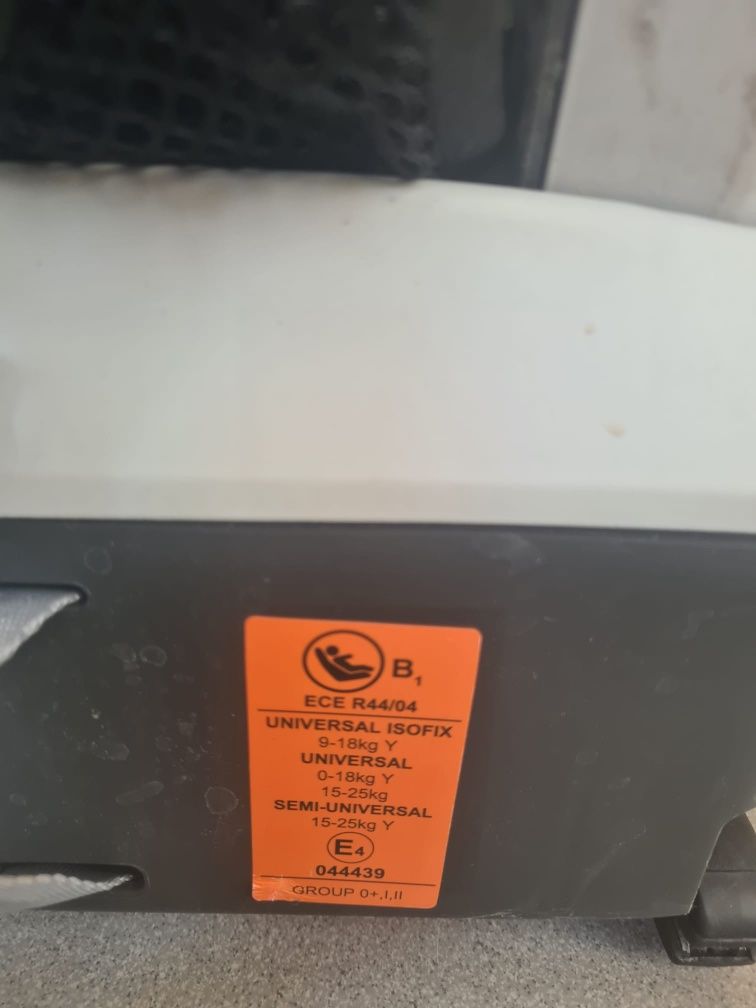 B1
ECE R44/04
UNIVERSAL ISOFIX
9-18kg Y
UNIVERSAL
0-18kg Y
15-25kg
SEMI-UNIVERSAL
15-25kg Y
E4
044439
GROUP 0+,I,II